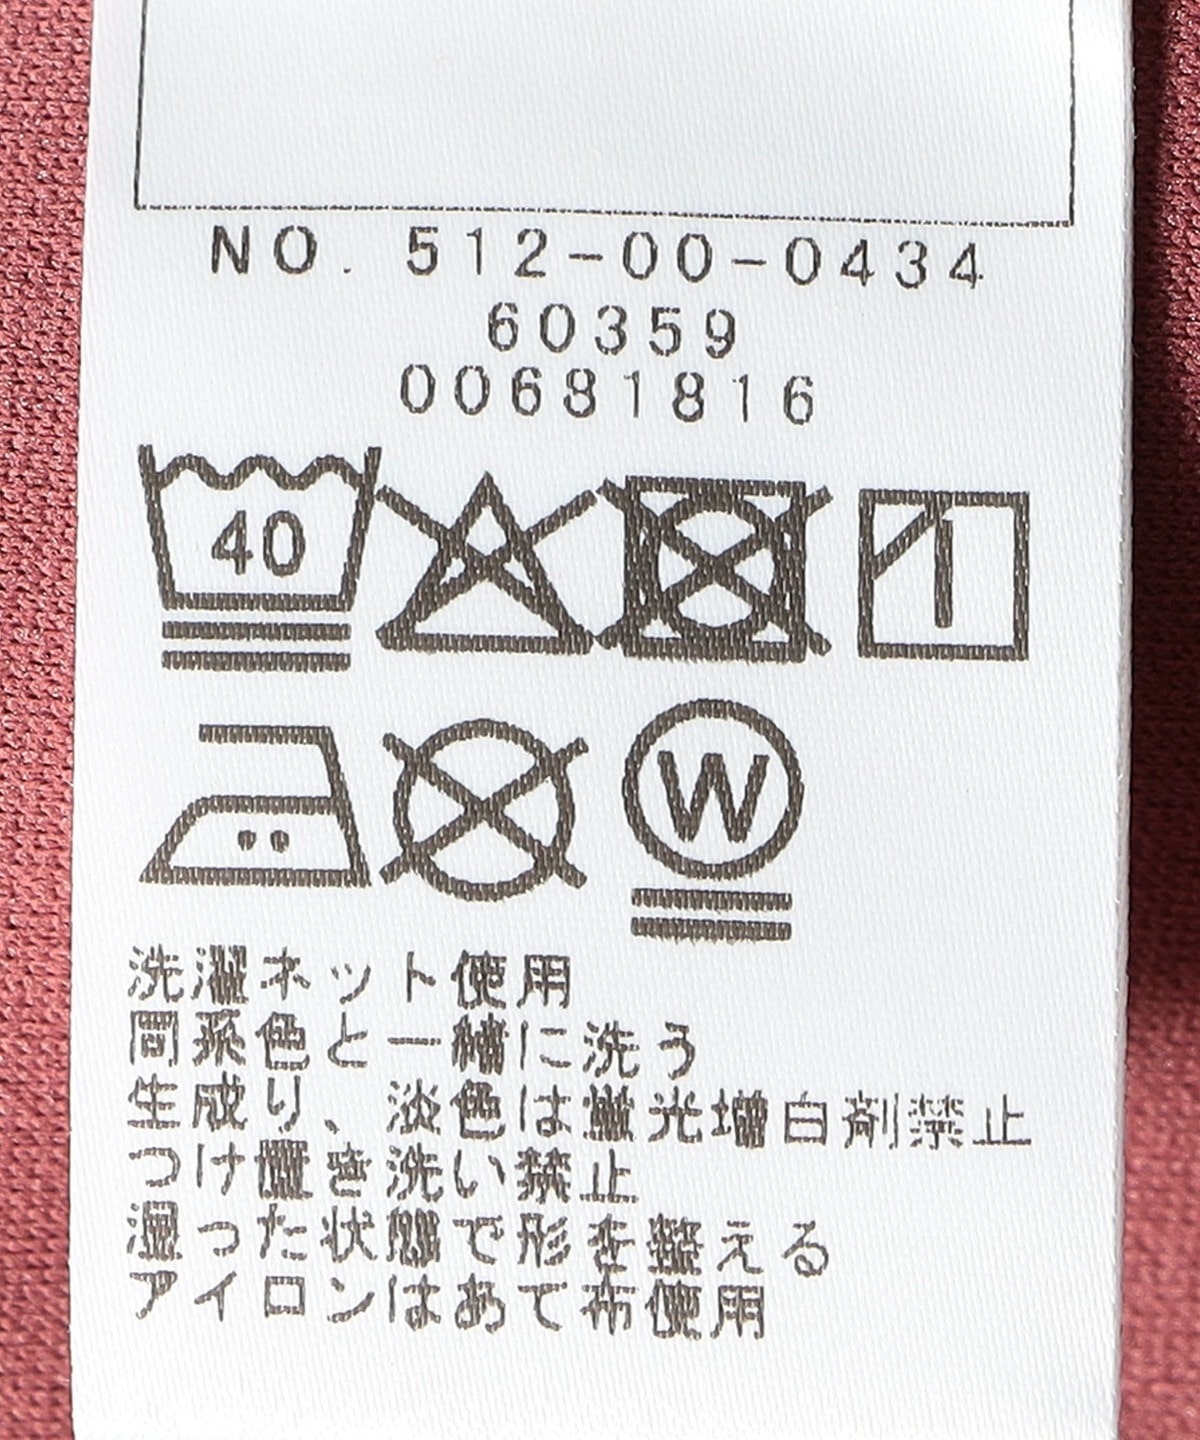 NO. 512-00-0434
60359
00681816
40
W
洗濯ネット使用
同系色と一緒に洗う
生成り、淡色は蛍光増白剤禁止
つけ置き洗い禁止
湿った状態で形を整える
アイロンはあて布使用